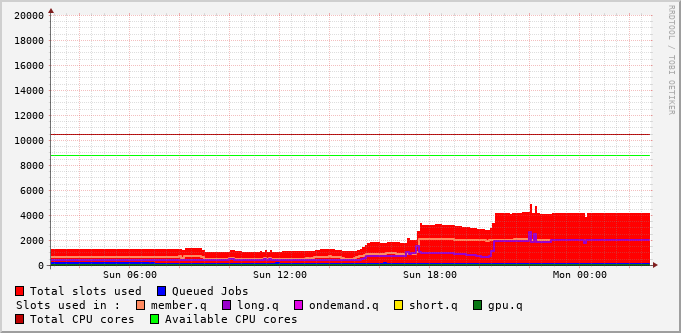 20000
18000
16000
14000
12000
10000
8000
6000
4000
2000
0
Sun 06:00 Sun 12:00 Sun 18:00 Mon 00:00
RRDTOOL / TOBI OETIKER
Total slots used Queued Jobs
Slots used in : member.q long.q ondemand.q short.q gpu.q
Total CPU cores Available CPU cores